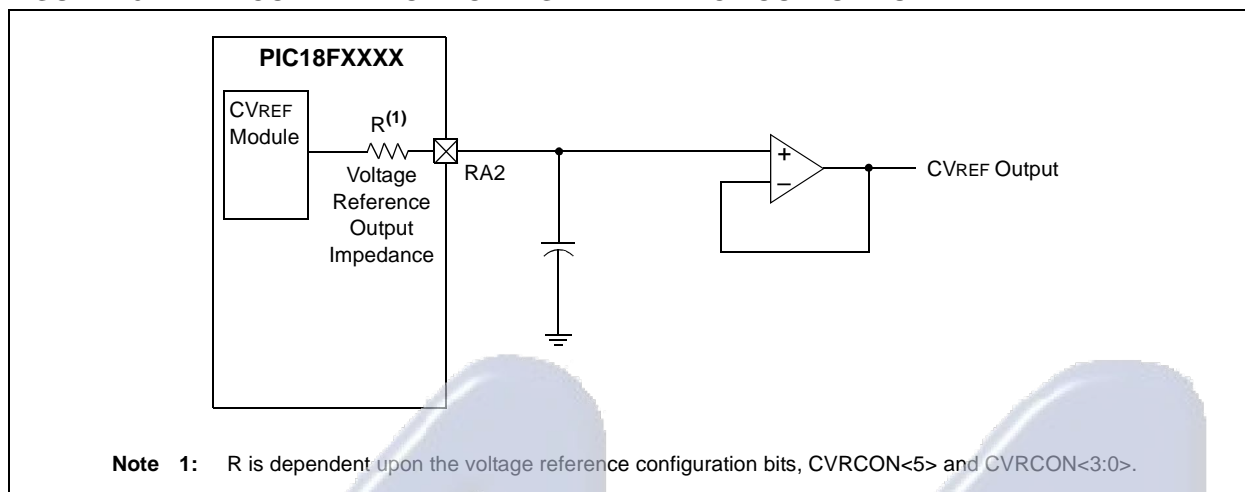 PIC18FXXXX
CVREF
Module
R(1)
Voltage
Reference
Output
Impedance
RA2
+
–
CVREF Output
Note 1: R is dependent upon the voltage reference configuration bits, CVRCON<5> and CVRCON<3:0>.